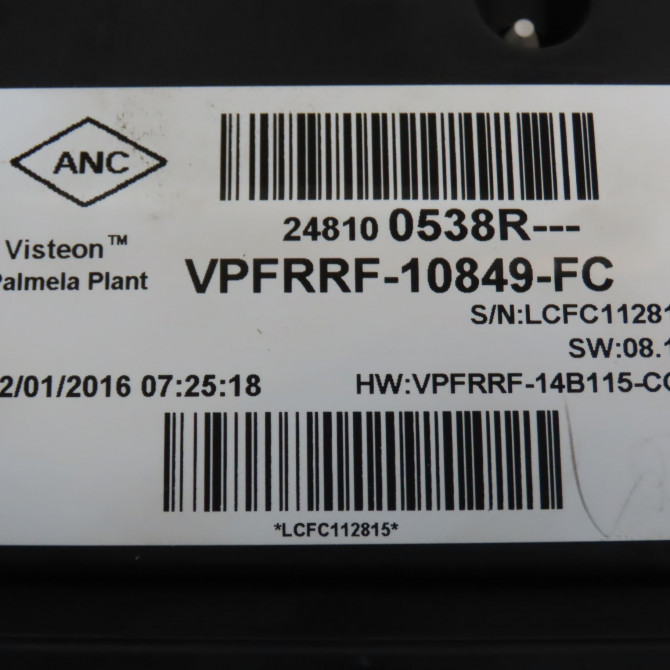 ANC
24810 0538R---
Visteon™
Palmela Plant
VPFRRF-10849-FC
S/N:LCFC11281
SW:08.1
2/01/2016 07:25:18
HW:VPFRRF-14B115-CC
*LCFC112815*